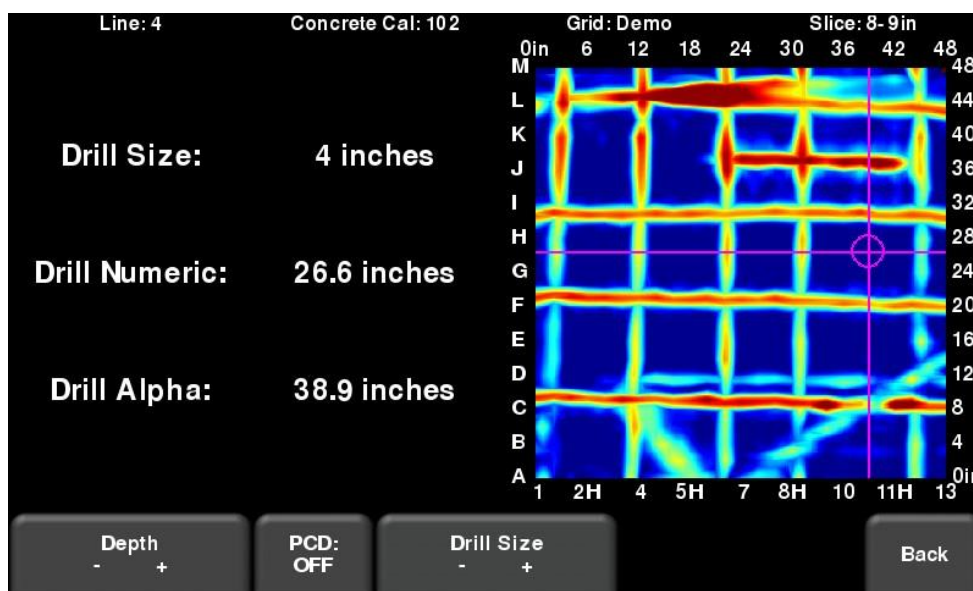 Line: 4 Concrete Cal: 102 Grid: Demo Slice: 8-9in
0in 6 12 18 24 30 36 42 48
M 48
L 44
K 40
Drill Size: 4 inches
J 36
I 32
H 28
Drill Numeric: 26.6 inches
G 24
F 20
E 16
Drill Alpha: 38.9 inches
D 12
C 8
B 4
A 0i
1 2H 4 5H 7 8H 10 11H 13
Depth PCD: Drill Size
- + OFF - +
Back